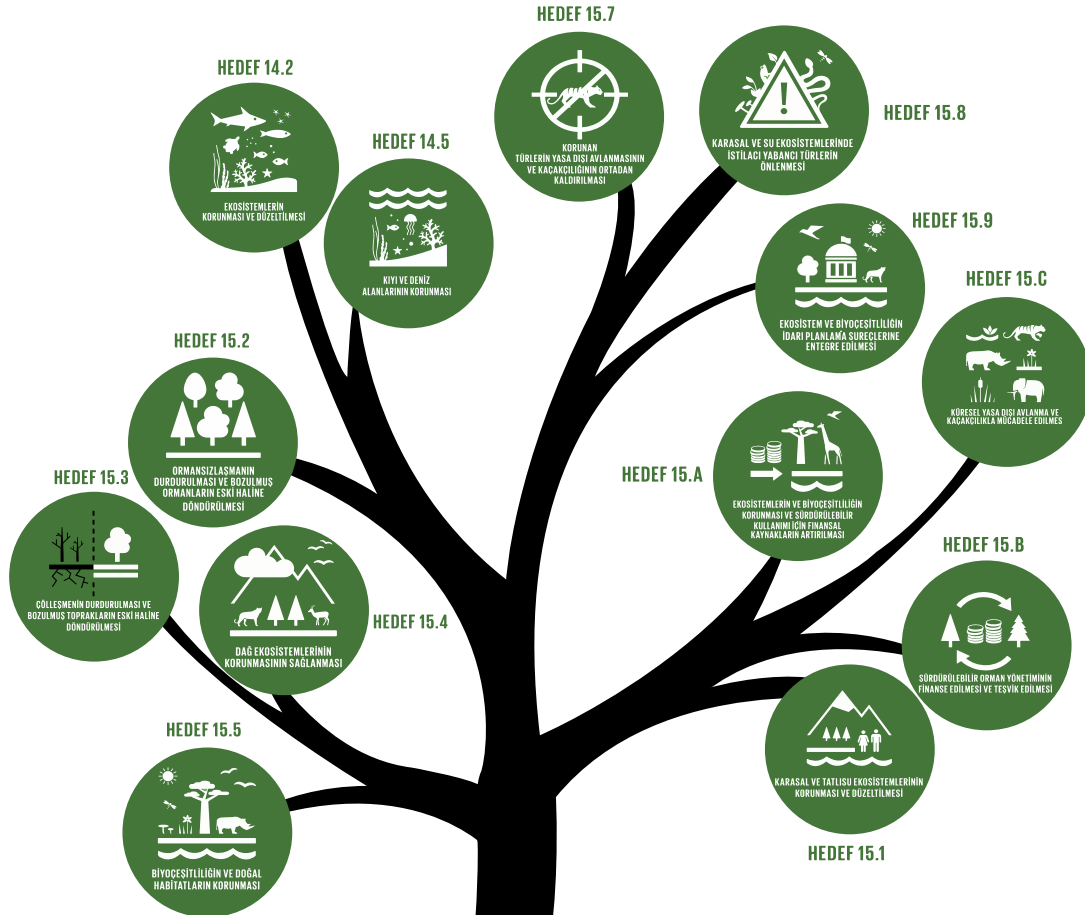 HEDEF 14.2
EKOSİSTEMLERİN
KORUNMASI VE DÜZELTİLMESİ
HEDEF 14.5
KIYI VE DENİZ
ALANLARININ KORUNMASI
HEDEF 15.7
KORUNAN
TÜRLERİN YASA DIŞI AVLANMASININ
VE KAÇAKÇILIĞININ ORTADAN
KALDIRILMASI
HEDEF 15.8
KARASAL VE SU EKOSİSTEMLERİNDE
İSTİLACI YABANCI TÜRLERİN
ÖNLENMESİ
HEDEF 15.9
EKOSİSTEM VE BİYOÇEŞİTLİLİĞİN
İDARI PLANLAMA SUREÇLERINE
ENTEGRE EDİLMESİ
HEDEF 15.C
KÜRESEL YASA DIŞI AVLANMA VE
KAÇAKÇILIKLA MÜCADELE EDİLMES
HEDEF 15.2
ORMANSIZLAŞMANIN
DURDURULMASI VE BOZULMUŞ
ORMANLARIN ESKİ HALİNE
DÖNDÜRÜLMESİ
HEDEF 15.3
ÇÖLLEŞMENİN DURDURULMASI VE
BOZULMUŞ TOPRAKLARIN ESKİ HALİNE
DÖNDÜRÜLMESİ
HEDEF 15.4
DAĞ EKOSİSTEMLERİNİN
KORUNMASININ SAĞLANMASI
HEDEF 15.A
EKOSİSTEMLERİN VE BİYOÇEŞİTLİLİĞİN
KORUNMASI VE SÜRDÜRÜLEBİLİR
KULLANIMI İÇİN FİNANSAL
KAYNAKLARIN ARTIRILMASI
HEDEF 15.B
SÜRDÜRÜLEBİLİR ORMAN YÖNETİMİNİN
FİNANSE EDİLMESİ VE TEŞVİK EDİLMESİ
HEDEF 15.5
BİYOÇEŞİTLİLİĞİN VE DOĞAL
HABİTATLARIN KORUNMASI
KARASAL VE TATLISU EKOSİSTEMLERİNİN
KORUNMASI VE DÜZELTİLMESİ
HEDEF 15.1